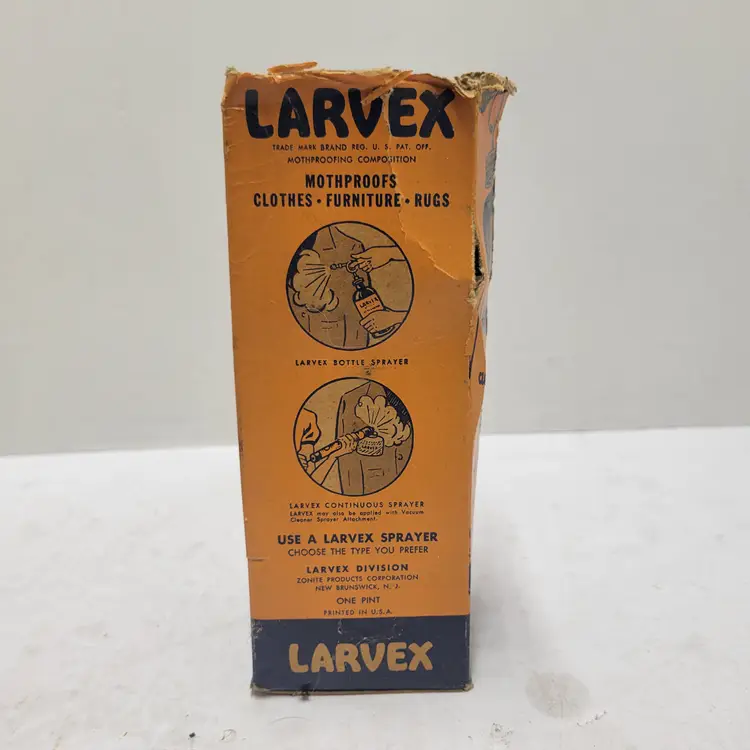 LARVEX
TRADE MARK BRAND REG. U. S. PAT. OFF.
MOTHPROOFING COMPOSITION
MOTHPROOFS
CLOTHES • FURNITURE • RUGS
LARVEX
LARVEX BOTTLE SPRAYER
LARVEX
LARVEX CONTINUOUS SPRAYER
LARVEX may also be applied with Vacuum
Cleaner Sprayer Attachment.
USE A LARVEX SPRAYER
CHOOSE THE TYPE YOU PREFER
LARVEX DIVISION
ZONITE PRODUCTS CORPORATION
NEW BRUNSWICK, N. J.
ONE PINT
PRINTED IN U.S.A.
LARVEX